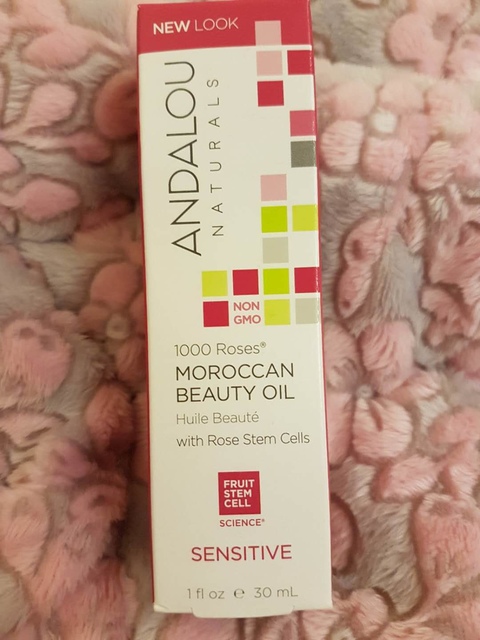 NEW LOOK
ANDALOU
NATURALS
NON
GMO
1000 Roses®
MOROCCAN
BEAUTY OIL
Huile Beauté
with Rose Stem Cells
FRUIT
STEM
CELL
SCIENCE®
SENSITIVE
1 fl oz ℮ 30 mL